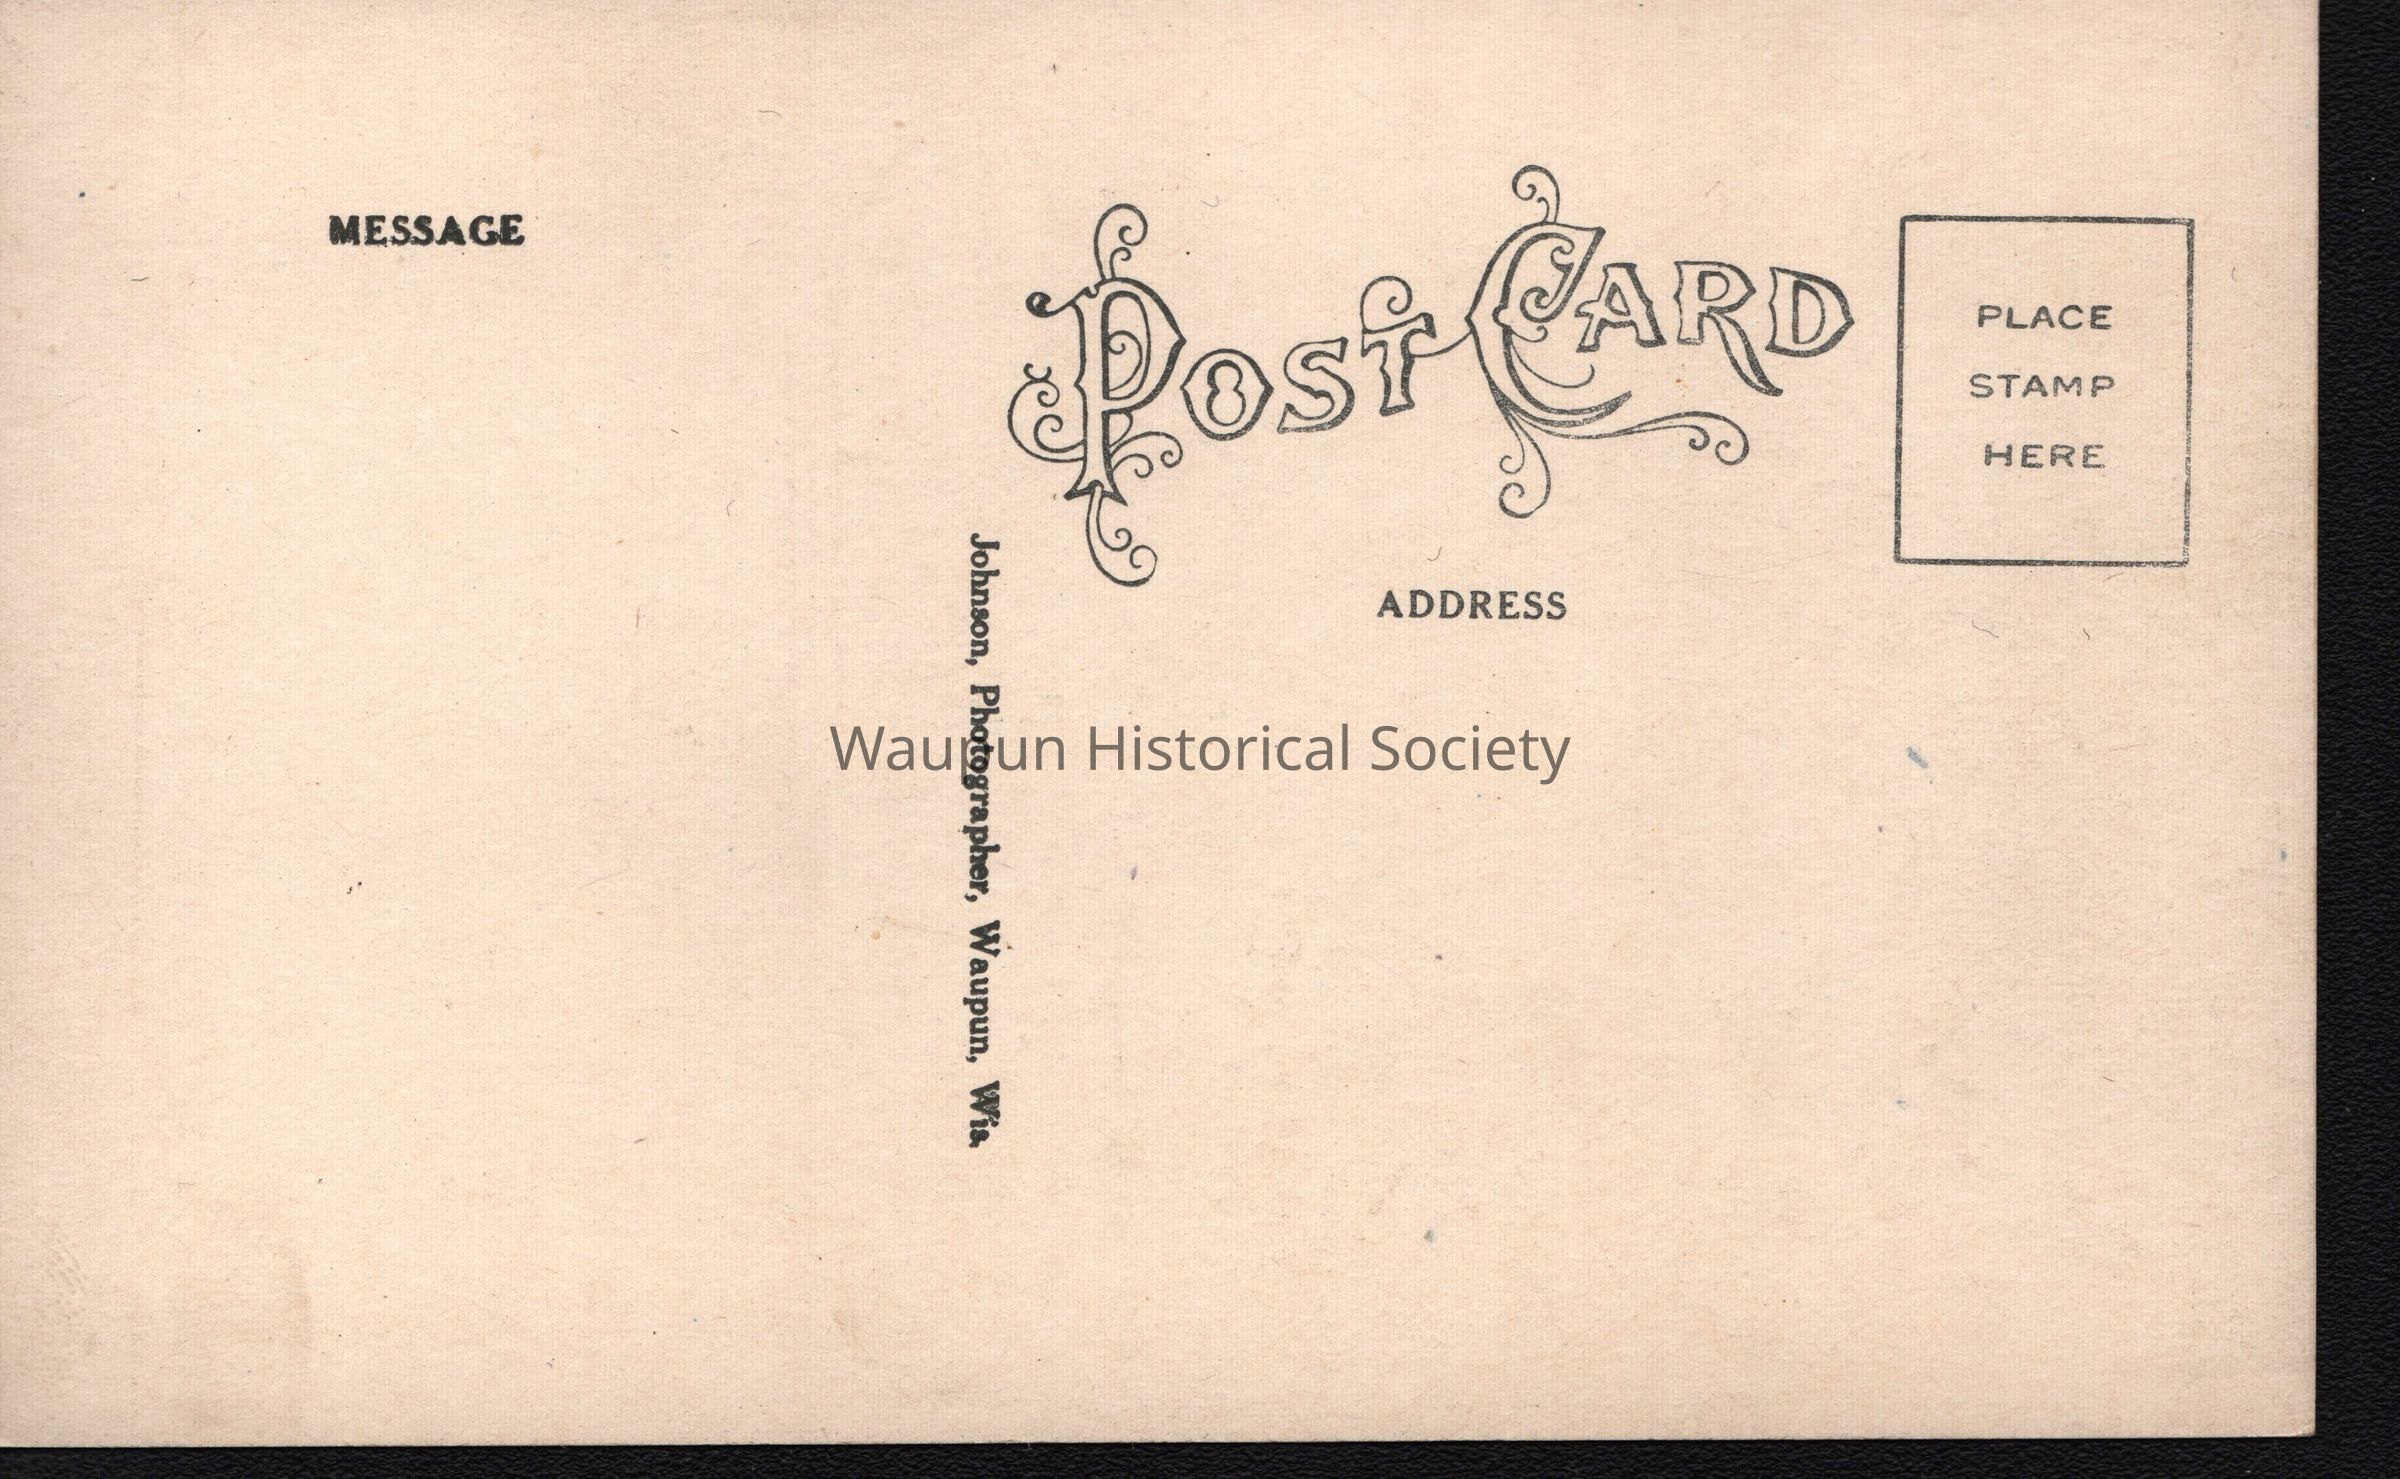 MESSAGE
POST CARD
PLACE
STAMP
HERE
ADDRESS
Johnson, Photographer, Waupun, Wis.
Waupun Historical Society